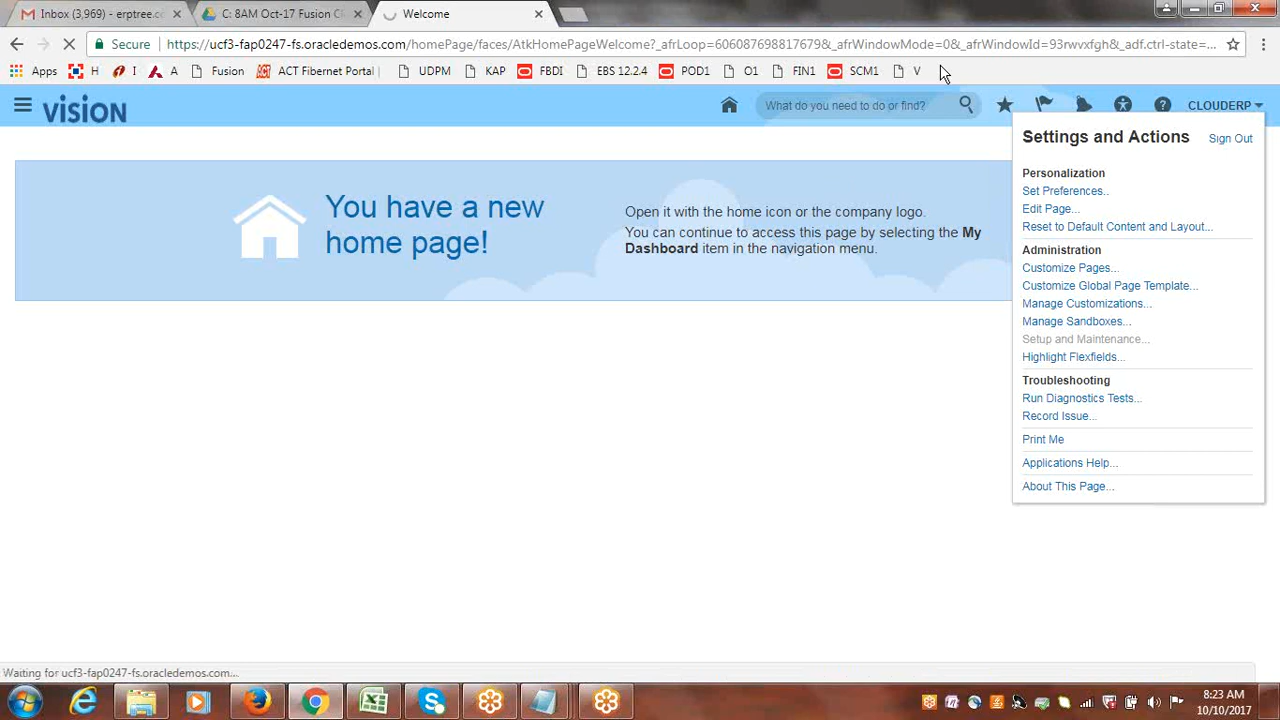 Inbox (3,969) - erptree.c
C: 8AM Oct-17 Fusion C
Welcome
Secure
https://ucf3-fap0247-fs.oracledemos.com/homePage/faces/AtkHomePageWelcome?_afrLoop=60608769817679&_afrWindowMode=0&_afrWindowId=93rwvxfgh&_adf.ctrl-state=...
Apps H I A Fusion ACT Fibernet Portal UDPM KAP FBDI EBS 12.2.4 POD1 O1 FIN1 SCM1 V
VISION
What do you need to do or find?
CLOUDERP
You have a new
home page!
Open it with the home icon or the company logo.
You can continue to access this page by selecting the My
Dashboard item in the navigation menu.
Settings and Actions
Sign Out
Personalization
Set Preferences...
Edit Page...
Reset to Default Content and Layout...
Administration
Customize Pages...
Customize Global Page Template...
Manage Customizations...
Manage Sandboxes...
Setup and Maintenance...
Highlight Flexfields...
Troubleshooting
Run Diagnostics Tests...
Record Issue...
Print Me
Applications Help...
About This Page...
Waiting for ucf3-fap0247-fs.oracledemos.com...
8:23 AM
10/10/2017